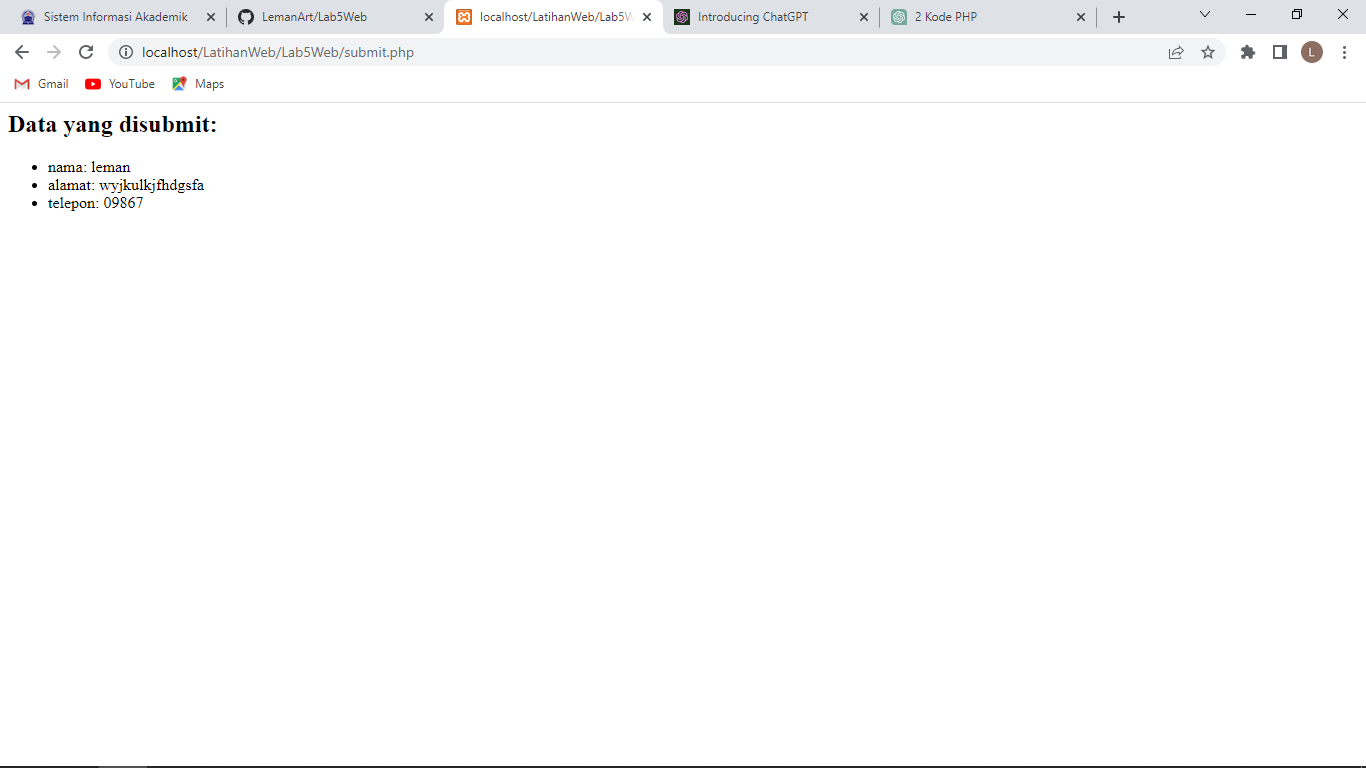 Sistem Informasi Akademik
LemanArt/Lab5Web
localhost/LatihanWeb/Lab5W
Introducing ChatGPT
2 Kode PHP
localhost/LatihanWeb/Lab5Web/submit.php
L
Gmail
YouTube
Maps
Data yang disubmit:
• nama: leman
• alamat: wyjkulkjfhdgsfa
• telepon: 09867